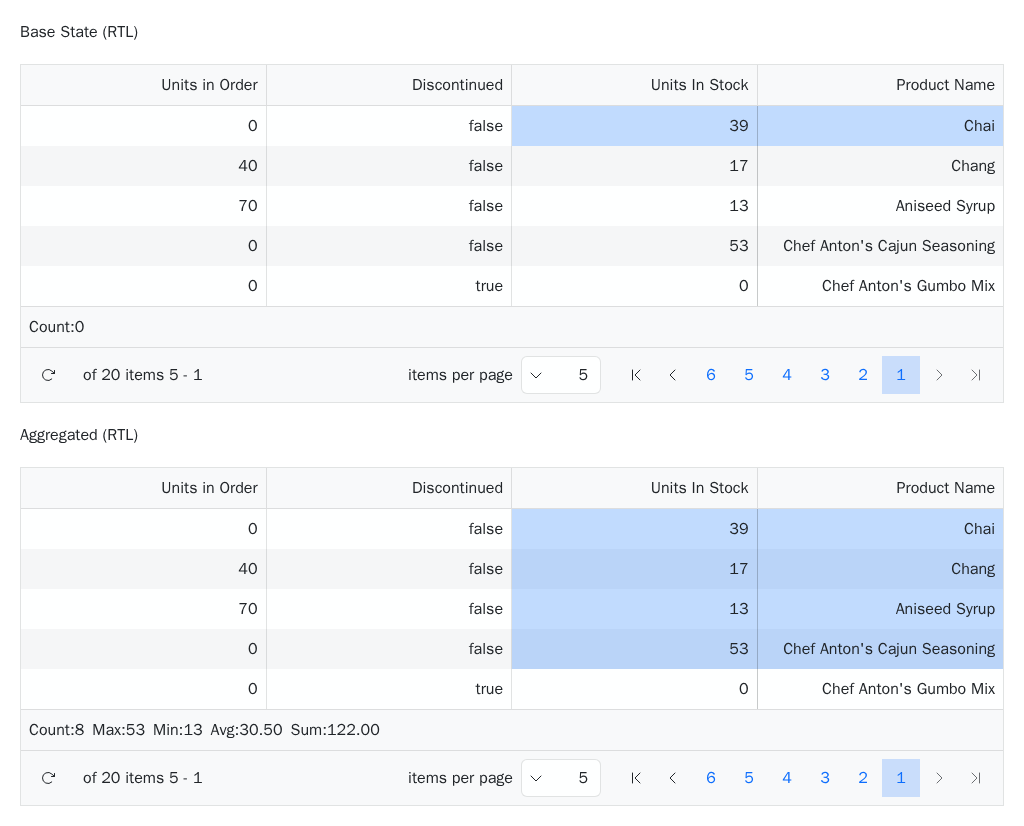 Base State (RTL)
Units in Order Discontinued Units In Stock Product Name
0 false 39 Chai
40 false 17 Chang
70 false 13 Aniseed Syrup
0 false 53 Chef Anton's Cajun Seasoning
0 true 0 Chef Anton's Gumbo Mix
Count:0
of 20 items 5 - 1 items per page 5 6 5 4 3 2 1
Aggregated (RTL)
Units in Order Discontinued Units In Stock Product Name
0 false 39 Chai
40 false 17 Chang
70 false 13 Aniseed Syrup
0 false 53 Chef Anton's Cajun Seasoning
0 true 0 Chef Anton's Gumbo Mix
Count:8 Max:53 Min:13 Avg:30.50 Sum:122.00
of 20 items 5 - 1 items per page 5 6 5 4 3 2 1